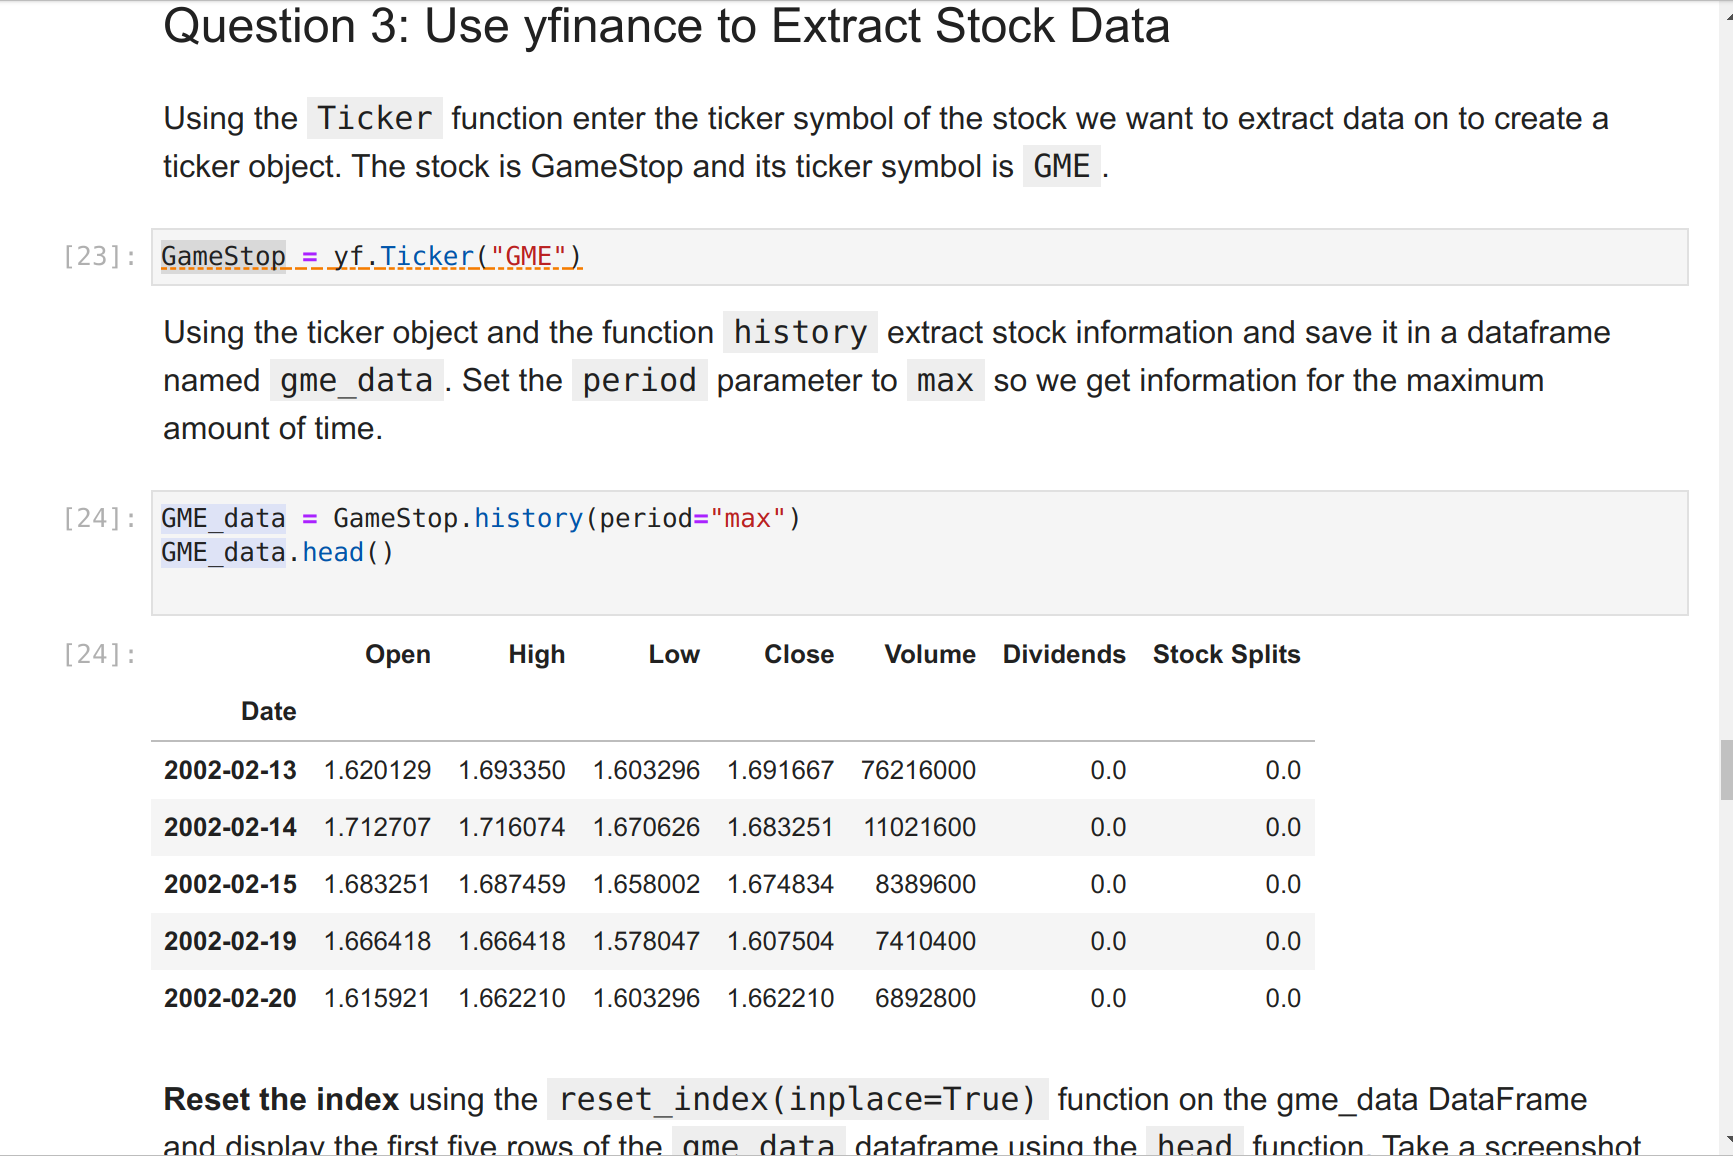 Question 3: Use yfinance to Extract Stock Data
Using the Ticker function enter the ticker symbol of the stock we want to extract data on to create a
ticker object. The stock is GameStop and its ticker symbol is GME .
[23]: GameStop = yf.Ticker("GME")
Using the ticker object and the function history extract stock information and save it in a dataframe
named gme_data . Set the period parameter to max so we get information for the maximum
amount of time.
[24]: GME_data = GameStop.history(period="max")
GME_data.head()
[24]: Open High Low Close Volume Dividends Stock Splits
Date
2002-02-13 1.620129 1.693350 1.603296 1.691667 76216000 0.0 0.0
2002-02-14 1.712707 1.716074 1.670626 1.683251 11021600 0.0 0.0
2002-02-15 1.683251 1.687459 1.658002 1.674834 8389600 0.0 0.0
2002-02-19 1.666418 1.666418 1.578047 1.607504 7410400 0.0 0.0
2002-02-20 1.615921 1.662210 1.603296 1.662210 6892800 0.0 0.0
Reset the index using the reset_index(inplace=True) function on the gme_data DataFrame
and display the first five rows of the gme_data dataframe using the head function. Take a screenshot